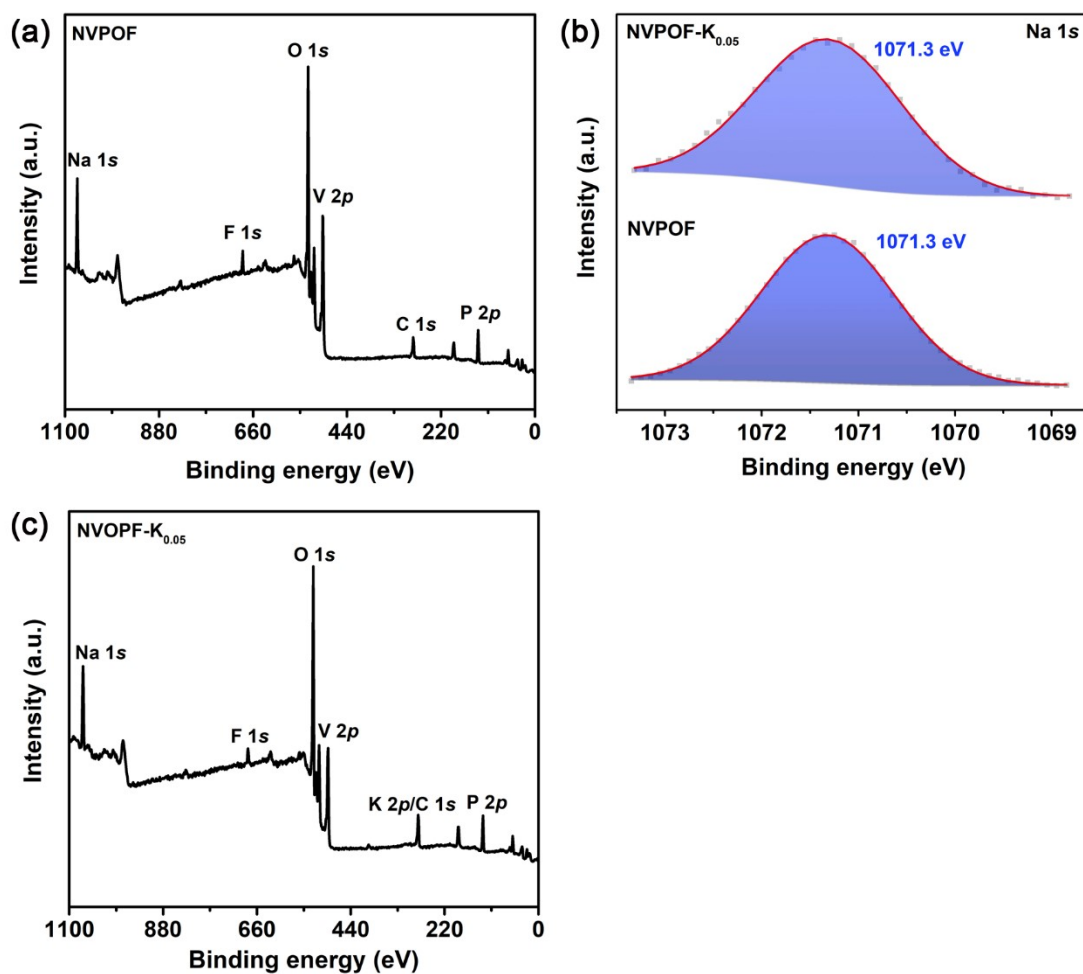 (a)
NVPOF
O 1s
Na 1s
V 2p
F 1s
C 1s
P 2p
Intensity (a.u.)
1100 880 660 440 220 0
Binding energy (eV)
(b)
NVPOF-K0.05
Na 1s
1071.3 eV
NVPOF
1071.3 eV
Intensity (a.u.)
1073 1072 1071 1070 1069
Binding energy (eV)
(c)
NVOPF-K0.05
O 1s
Na 1s
V 2p
F 1s
K 2p/C 1s
P 2p
Intensity (a.u.)
1100 880 660 440 220 0
Binding energy (eV)